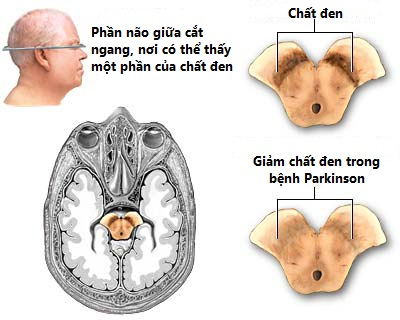 Phần não giữa cắt
ngang, nơi có thể thấy
một phần của chất đen
Chất đen
Giảm chất đen trong
bệnh Parkinson